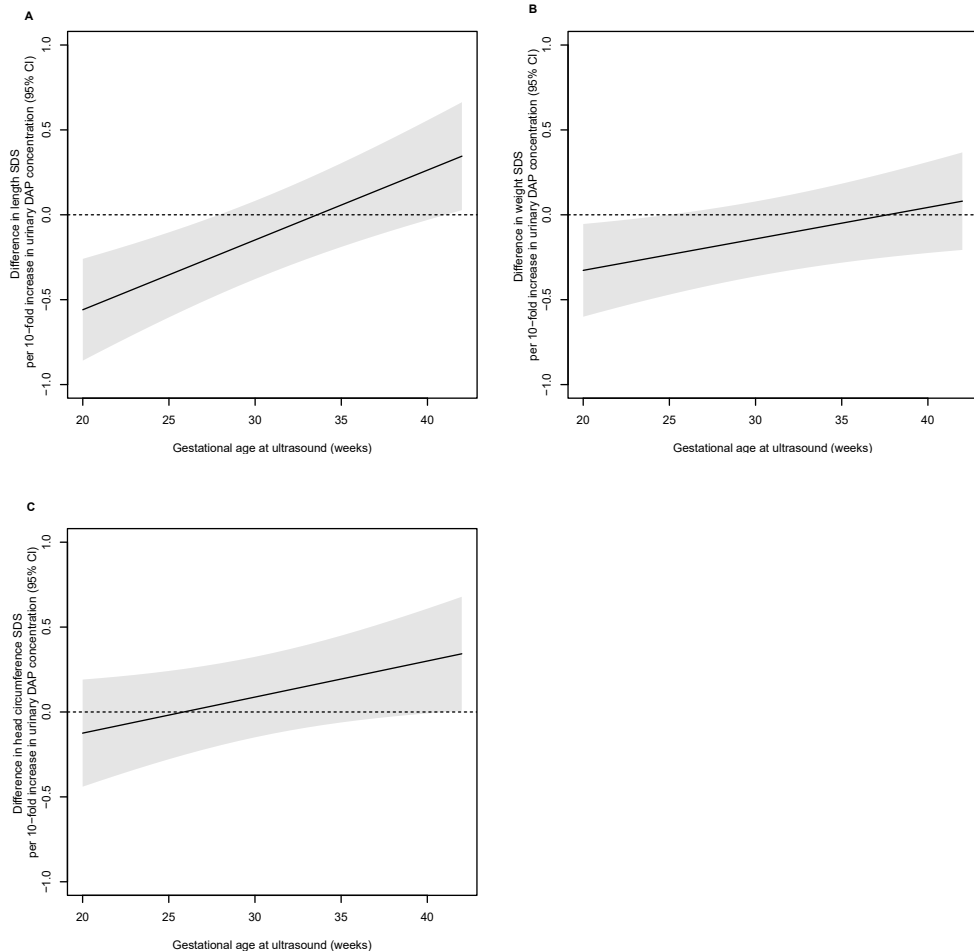 A
Difference in length SDS
per 10−fold increase in urinary DAP concentration (95% CI)
1.0
0.5
0.0
−0.5
−1.0
20 25 30 35 40
Gestational age at ultrasound (weeks)
B
Difference in weight SDS
per 10−fold increase in urinary DAP concentration (95% CI)
1.0
0.5
0.0
−0.5
−1.0
20 25 30 35 40
Gestational age at ultrasound (weeks)
C
Difference in head circumference SDS
per 10−fold increase in urinary DAP concentration (95% CI)
1.0
0.5
0.0
−0.5
−1.0
20 25 30 35 40
Gestational age at ultrasound (weeks)